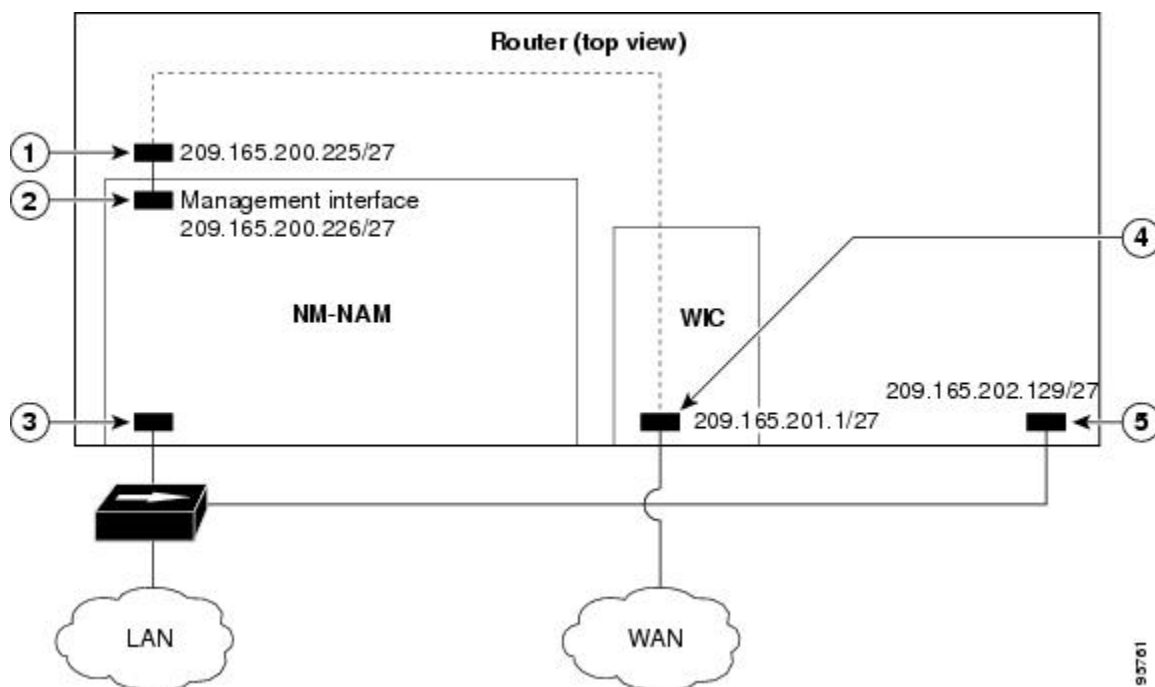 Router (top view)
1
209.165.200.225/27
2
Management interface
209.165.200.226/27
4
NM-NAM
WIC
209.165.202.129/27
3
209.165.201.1/27
5
LAN
WAN
95761